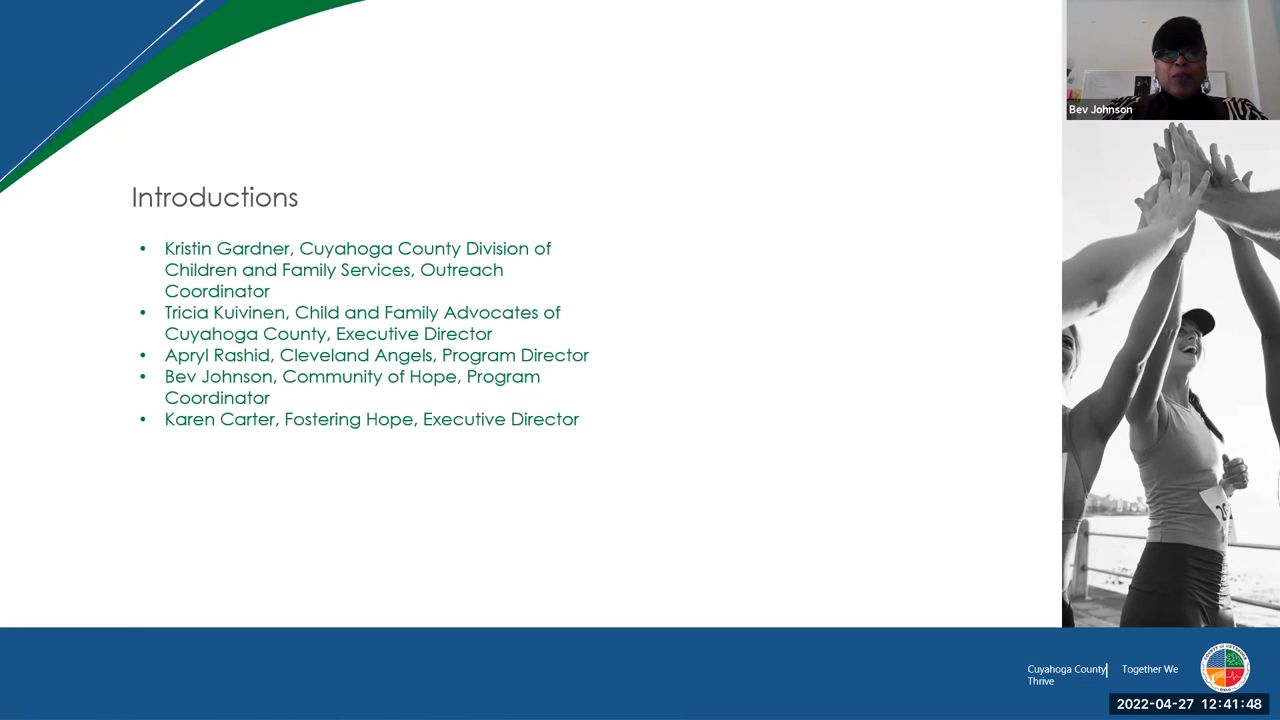 Introductions
• Kristin Gardner, Cuyahoga County Division of
Children and Family Services, Outreach
Coordinator
• Tricia Kuivinen, Child and Family Advocates of
Cuyahoga County, Executive Director
• Apryl Rashid, Cleveland Angels, Program Director
• Bev Johnson, Community of Hope, Program
Coordinator
• Karen Carter, Fostering Hope, Executive Director
Bev Johnson
Cuyahoga County| Together We
Thrive
2022-04-27 12:41:48